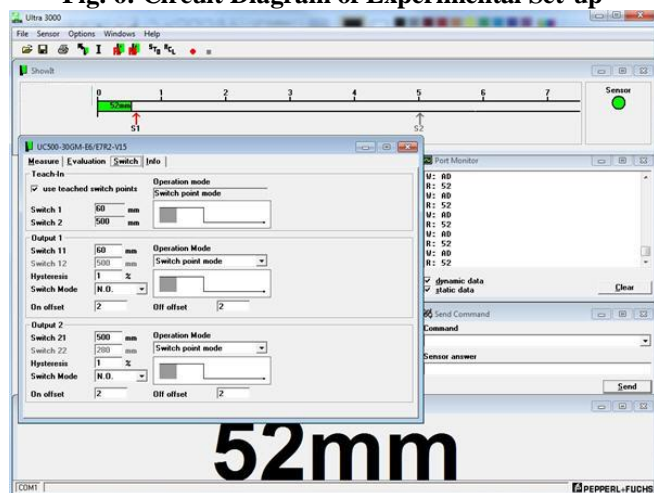 Fig. 6. Circuit Diagram of Experimental Set-up
Ultra 3000
File Sensor Options Windows Help
ShowIt
0 1 2 3 4 5 6 7
52mm
S1 S2
Sensor
UC500-30GM-E6/E7R2-V15
Measure Evaluation Switch Info
Teach-In
use teached switch points
Operation mode
Switch point mode
Switch 1 60 mm
Switch 2 500 mm
Output 1
Switch 11 60 mm
Operation Mode
Switch 12 500 mm
Switch point mode
Hysteresis 1 %
Switch Mode N.O.
On offset 2 Off offset 2
Output 2
Switch 21 500 mm
Operation Mode
Switch 22 200 mm
Switch point mode
Hysteresis 1 %
Switch Mode N.O.
On offset 2 Off offset 2
Port Monitor
W: AD
R: 52
W: AD
R: 52
W: AD
R: 52
W: AD
R: 52
W: AD
R: 52
dynamic data
static data
Clear
Send Command
Command
Sensor answer
Send
52mm
COM1
PEPPERL+FUCHS